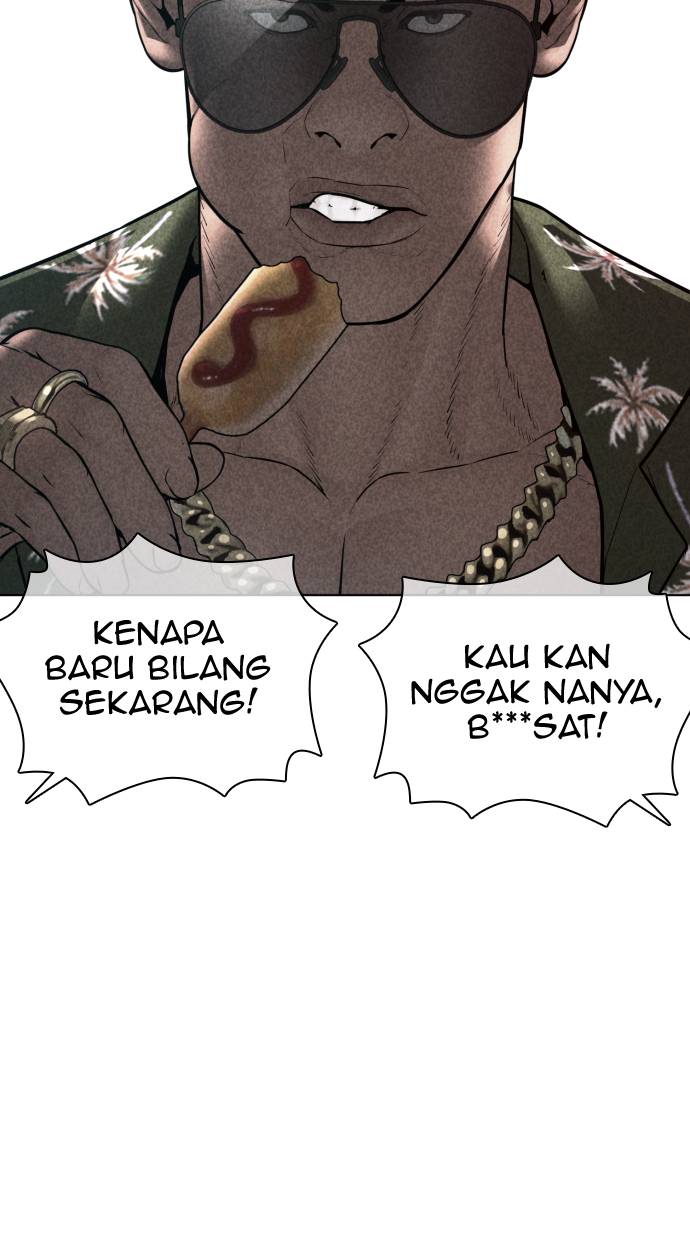 KENAPA
BARU BILANG
SEKARANG!
KAU KAN
NGGAK NANYA,
B***SAT!